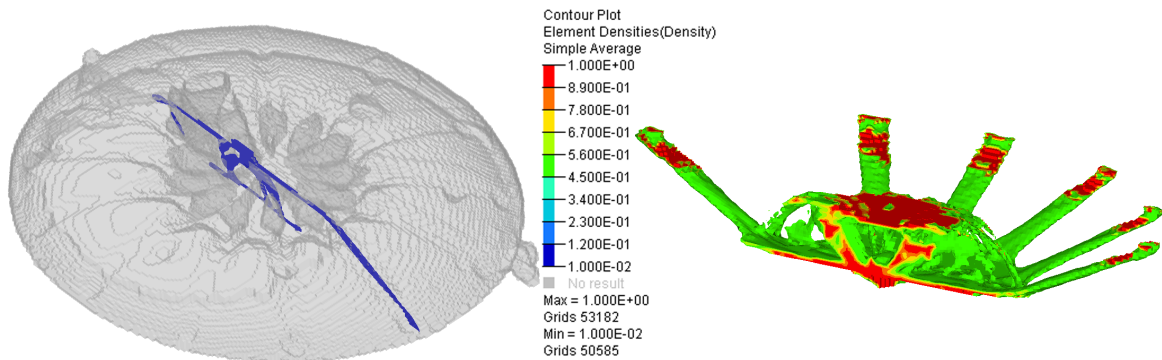 Contour Plot
Element Densities(Density)
Simple Average
1.000E+00
8.900E-01
7.800E-01
6.700E-01
5.600E-01
4.500E-01
3.400E-01
2.300E-01
1.200E-01
1.000E-02
No result
Max = 1.000E+00
Grids 53182
Min = 1.000E-02
Grids 50585